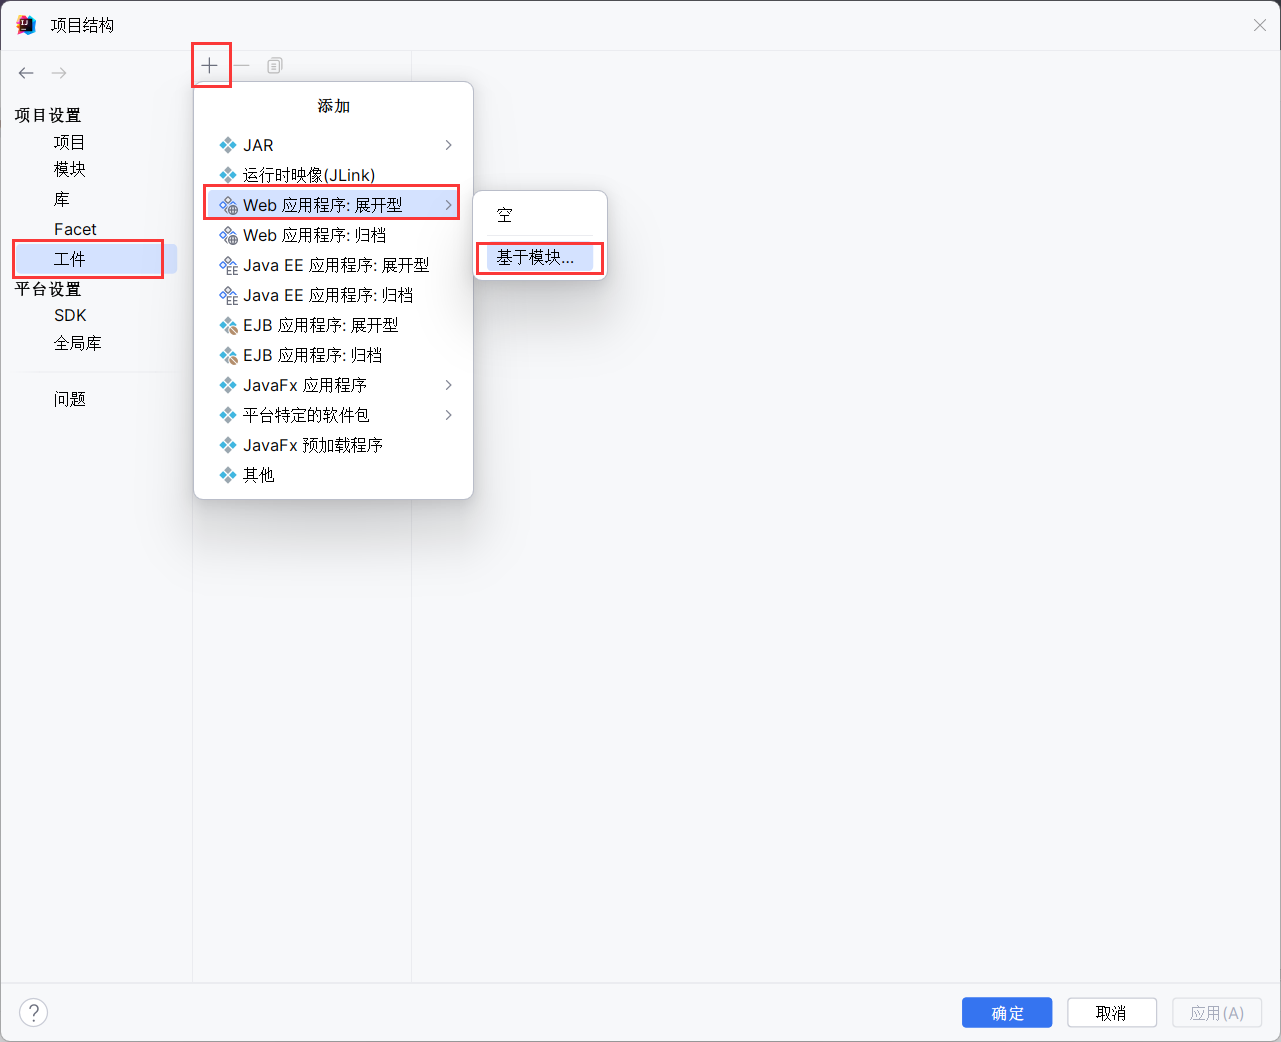 项目结构
项目设置
项目
模块
库
Facet
工件
平台设置
SDK
全局库
问题
添加
JAR
运行时映像(JLink)
Web 应用程序: 展开型
Web 应用程序: 归档
Java EE 应用程序: 展开型
Java EE 应用程序: 归档
EJB 应用程序: 展开型
EJB 应用程序: 归档
JavaFx 应用程序
平台特定的软件包
JavaFx 预加载程序
其他
空
基于模块...
?
确定
取消
应用(A)